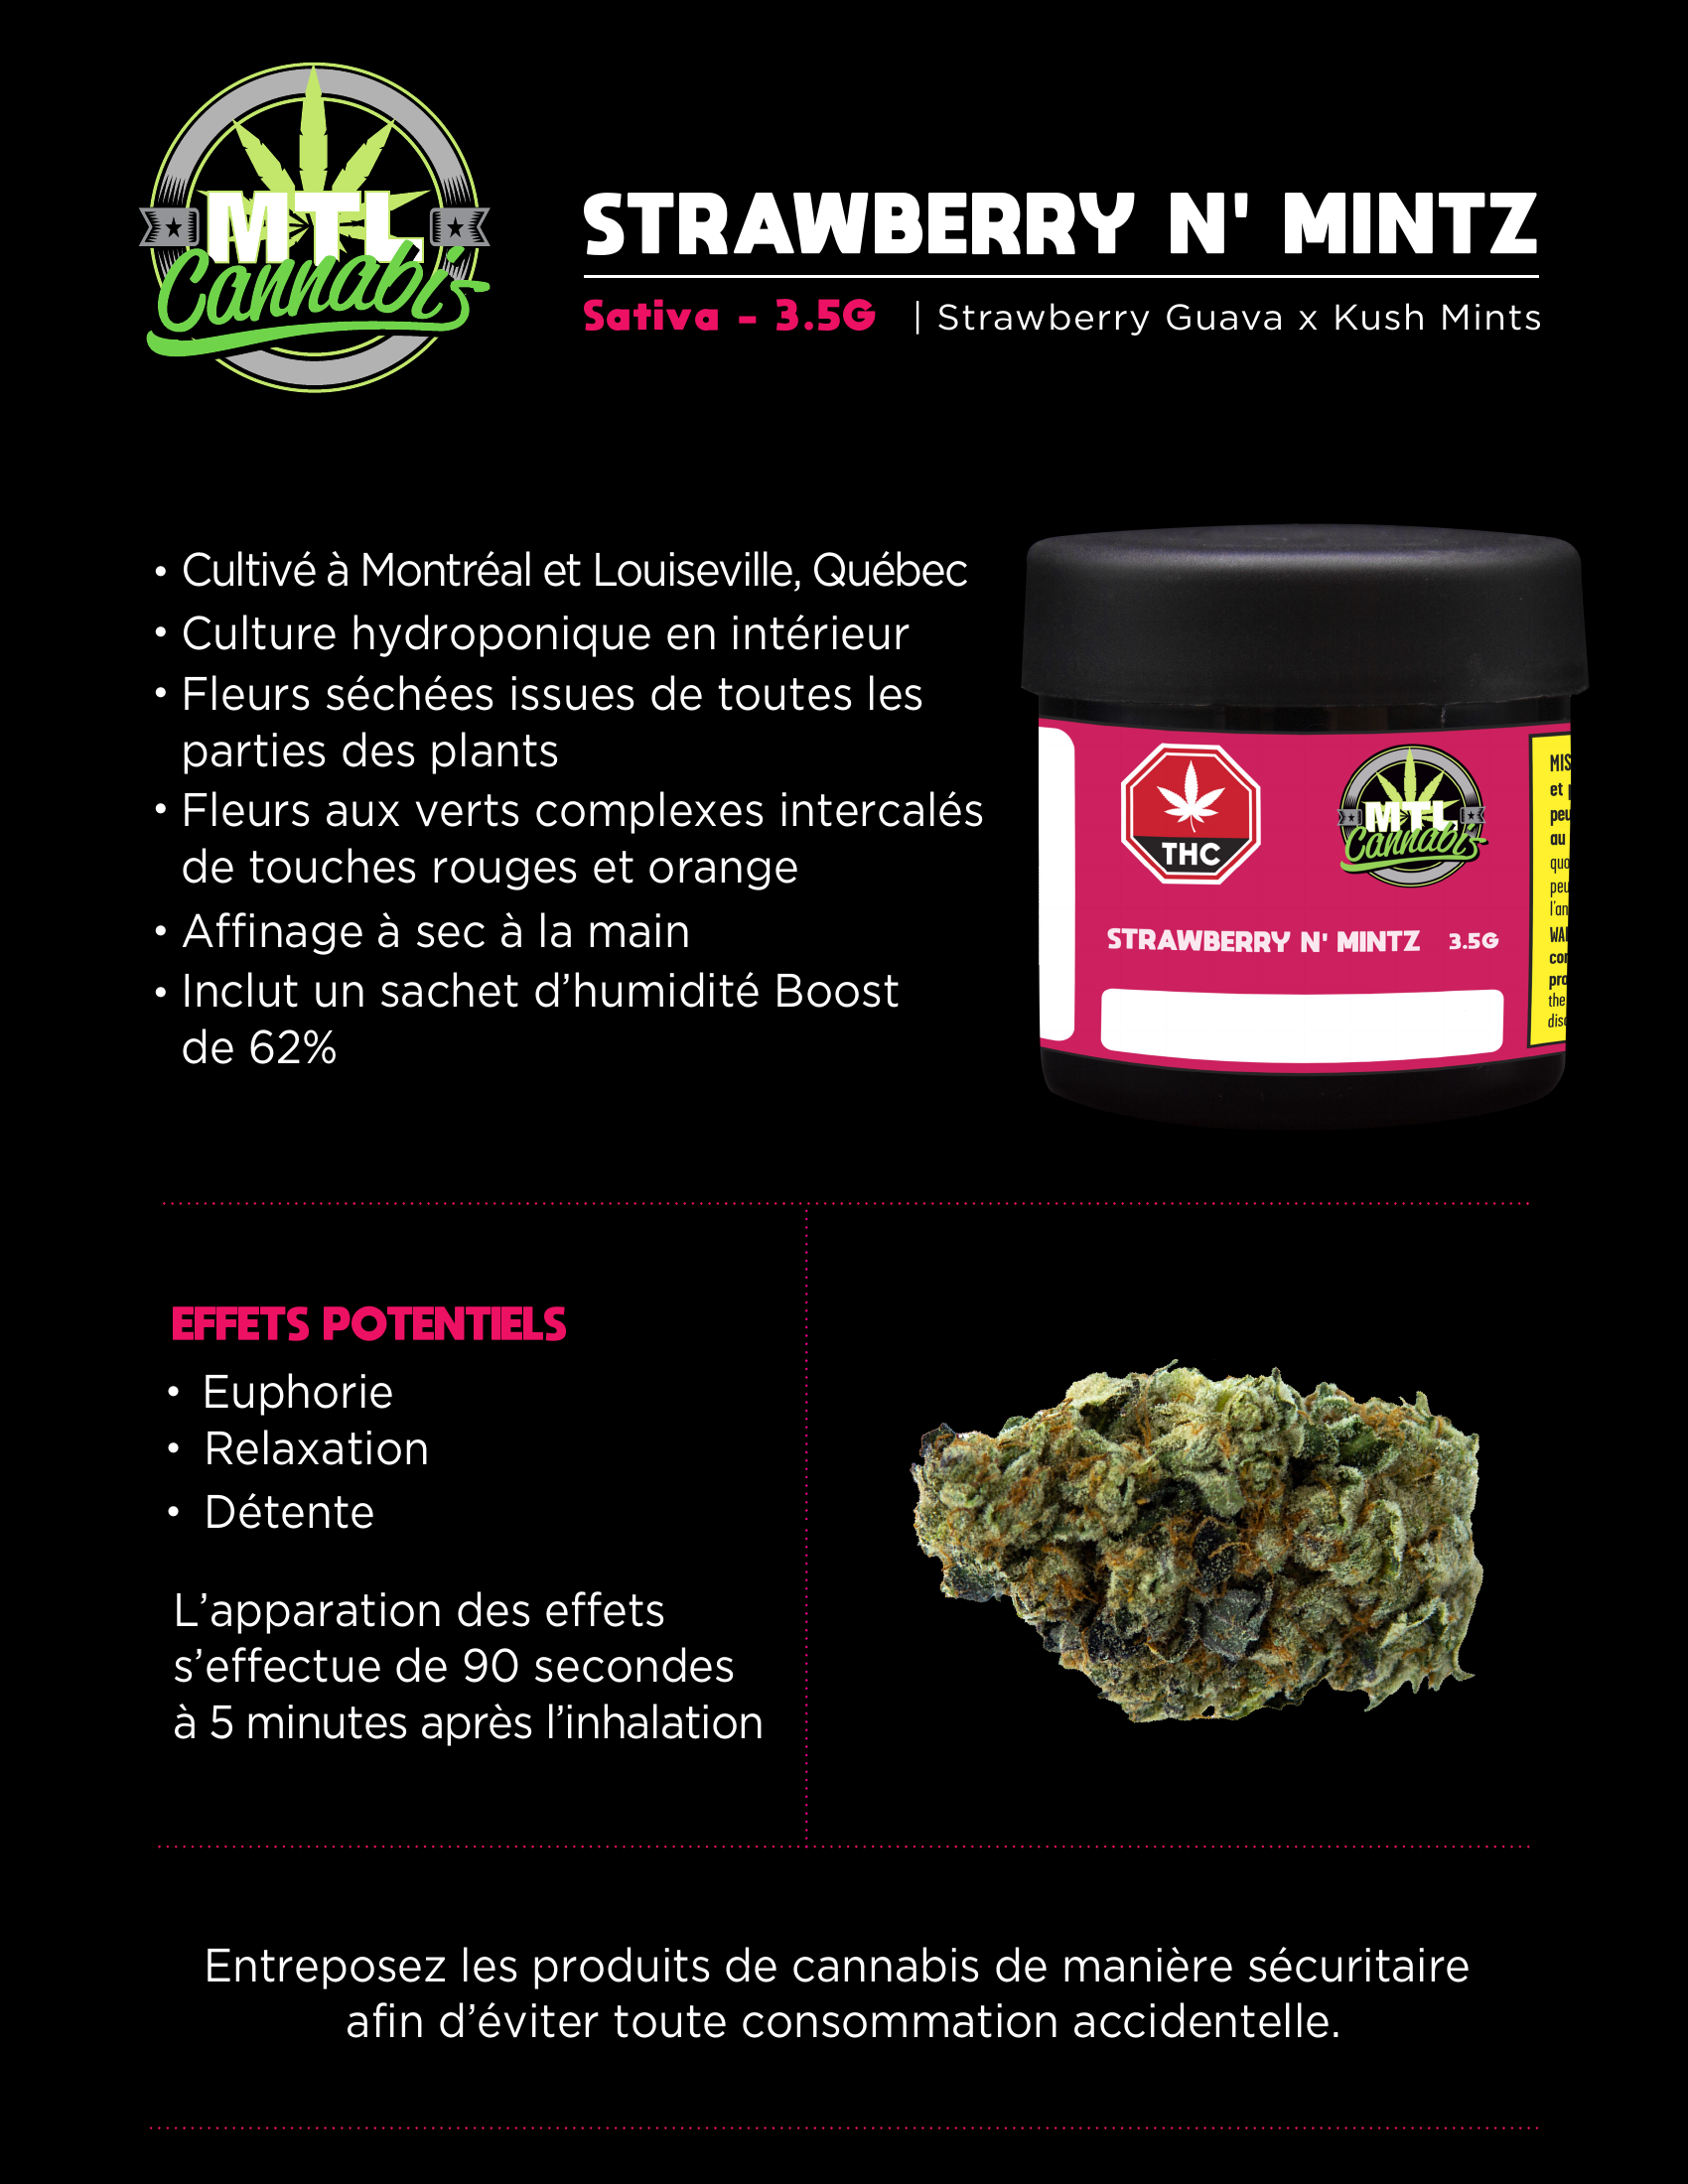 MTL
Cannabis
STRAWBERRY N' MINTZ
Sativa - 3.5G | Strawberry Guava x Kush Mints
• Cultivé à Montréal et Louiseville, Québec
• Culture hydroponique en intérieur
• Fleurs séchées issues de toutes les
parties des plants
• Fleurs aux verts complexes intercalés
de touches rouges et orange
• Affinage à sec à la main
• Inclut un sachet d’humidité Boost
de 62%
THC
MTL
Cannabis
STRAWBERRY N' MINTZ 3.5G
et
au
the
EFFETS POTENTIELS
• Euphorie
• Relaxation
• Détente
L’apparation des effets
s’effectue de 90 secondes
à 5 minutes après l’inhalation
Entreposez les produits de cannabis de manière sécuritaire
afin d’éviter toute consommation accidentelle.